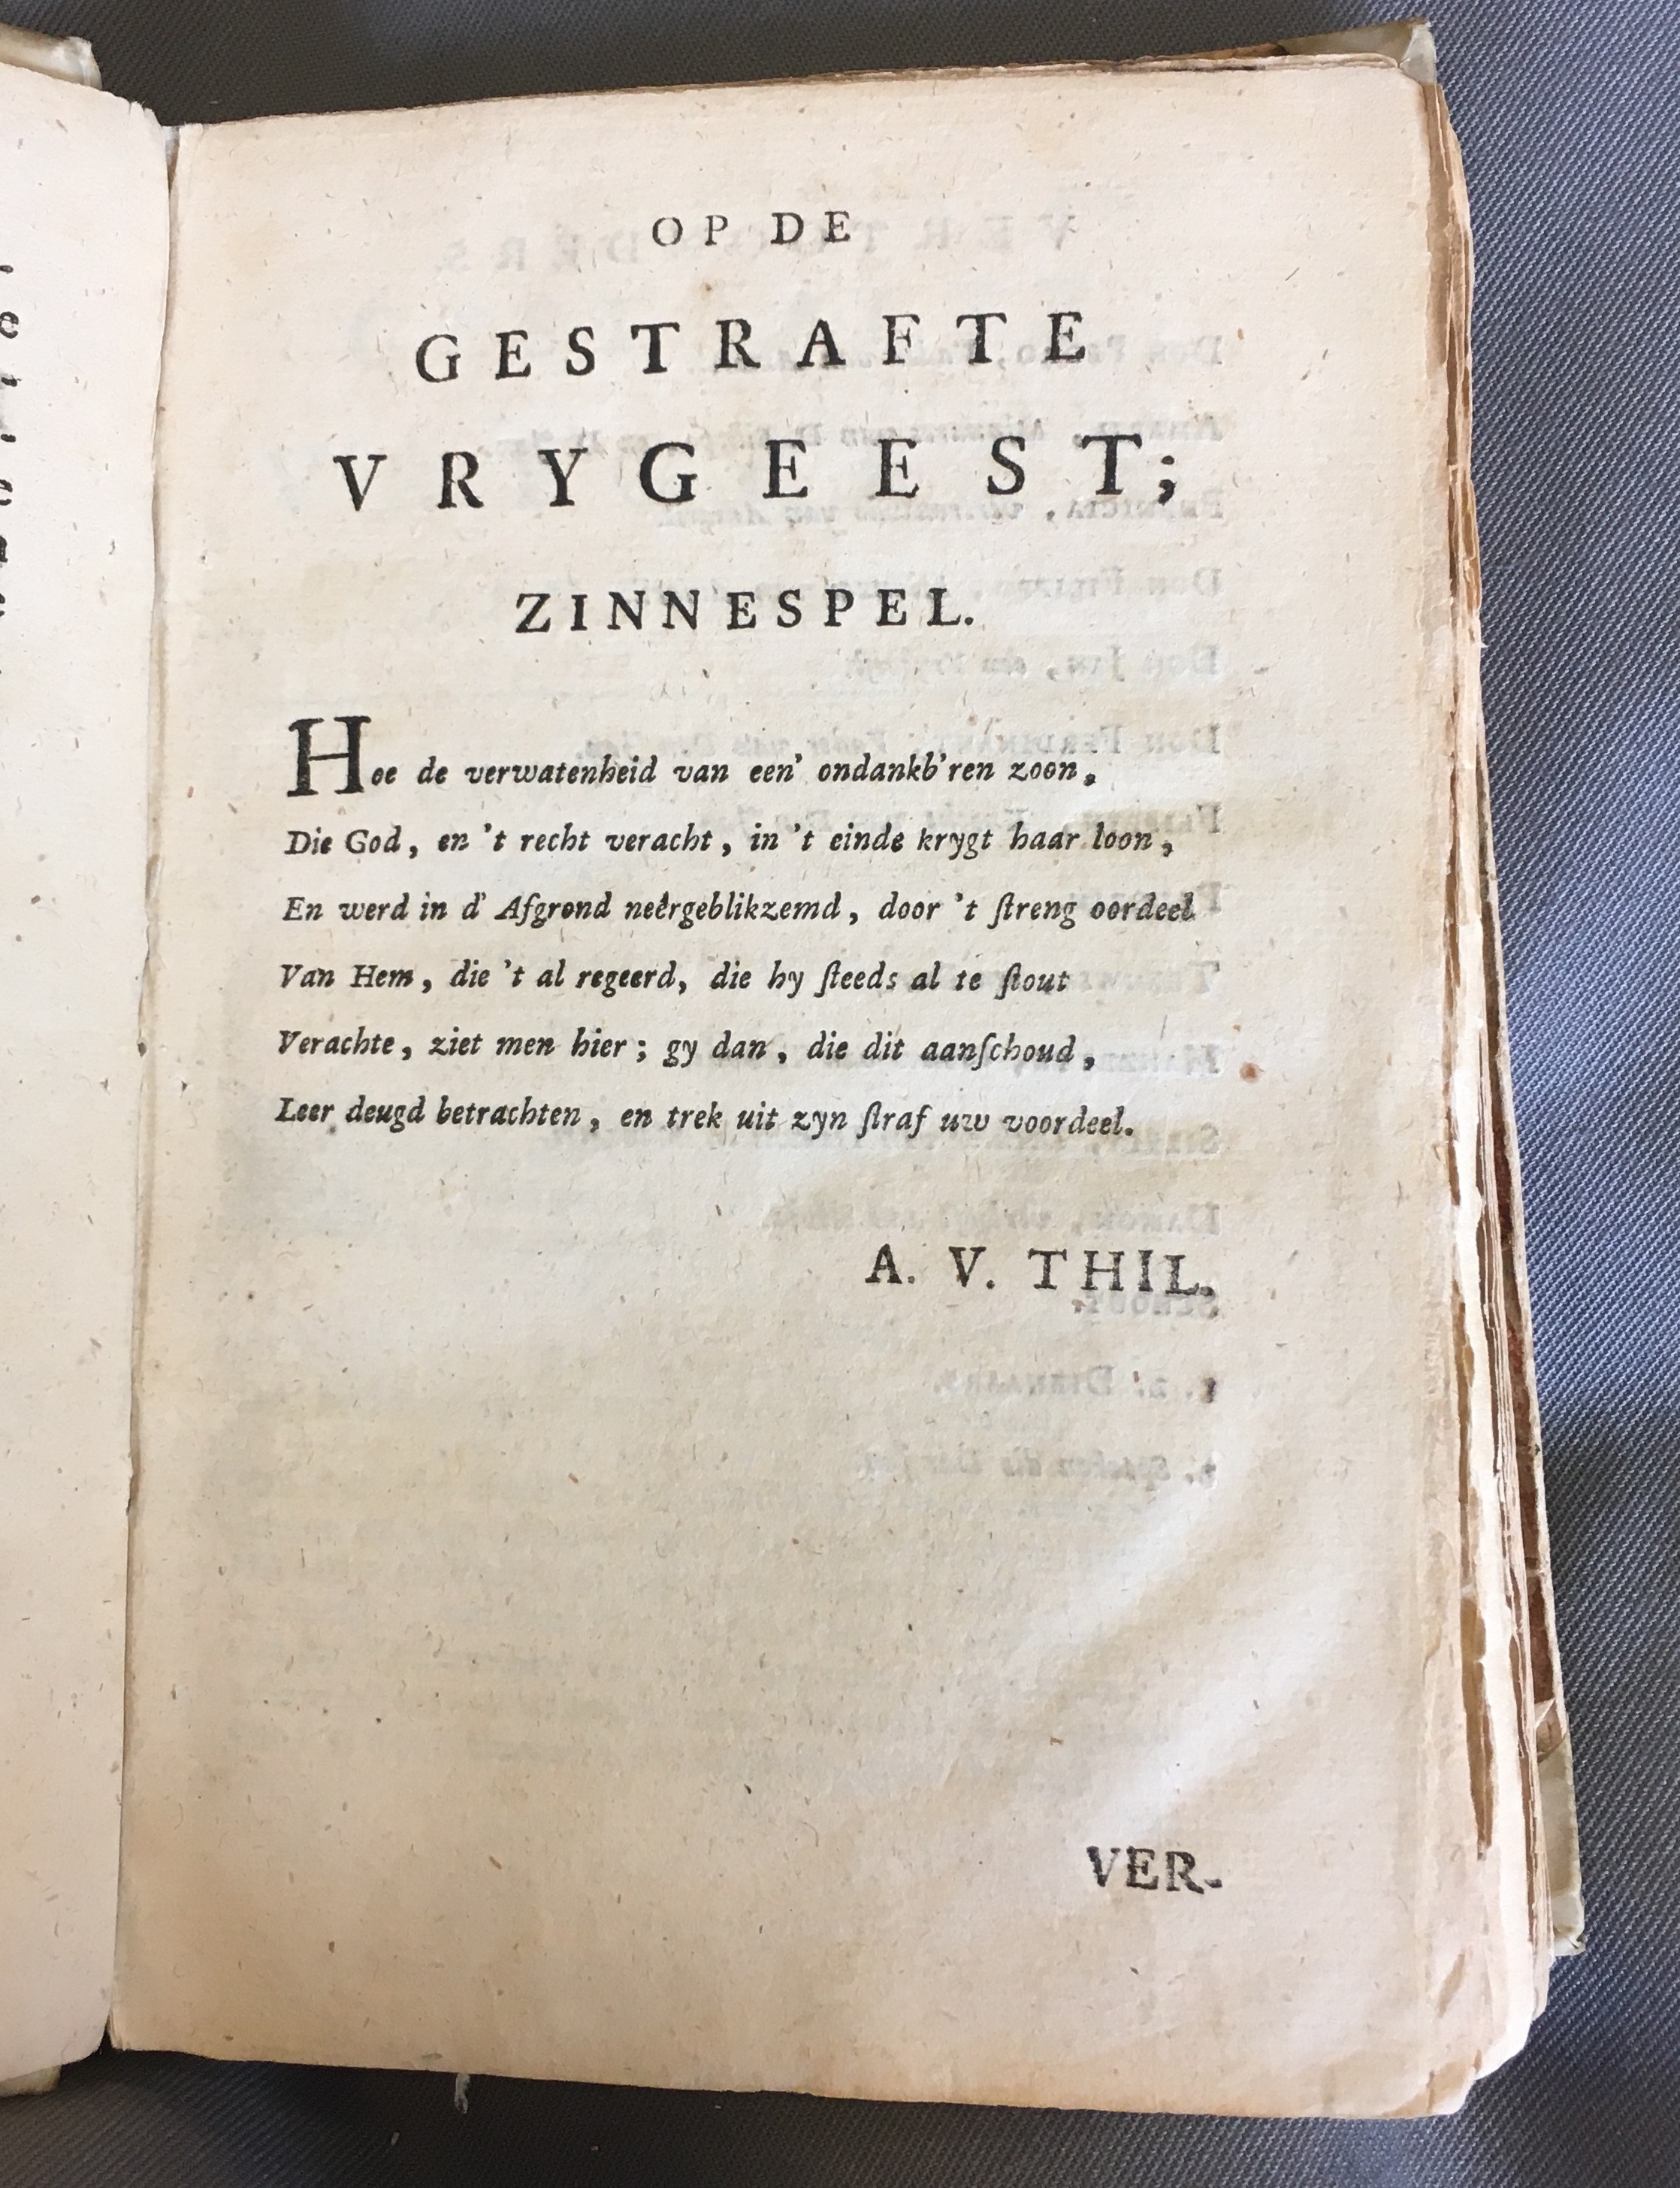 OP DE
GESTRAFTE
VRYGEEST;
ZINNESPEL.
Hoe de verwatenheid van een' ondankb'ren zoon,
Die God, en 't recht veracht, in 't einde krygt haar loon,
En werd in d' Afgrond neêrgeblikzemd, door 't ſtreng oordeel
Van Hem, die 't al regeerd, die hy ſteeds al te ſtout
Verachte, ziet men hier; gy dan, die dit aanſchoud,
Leer deugd betrachten, en trek uit zyn ſtraf uw voordeel.
A. V. THIL.
VER-